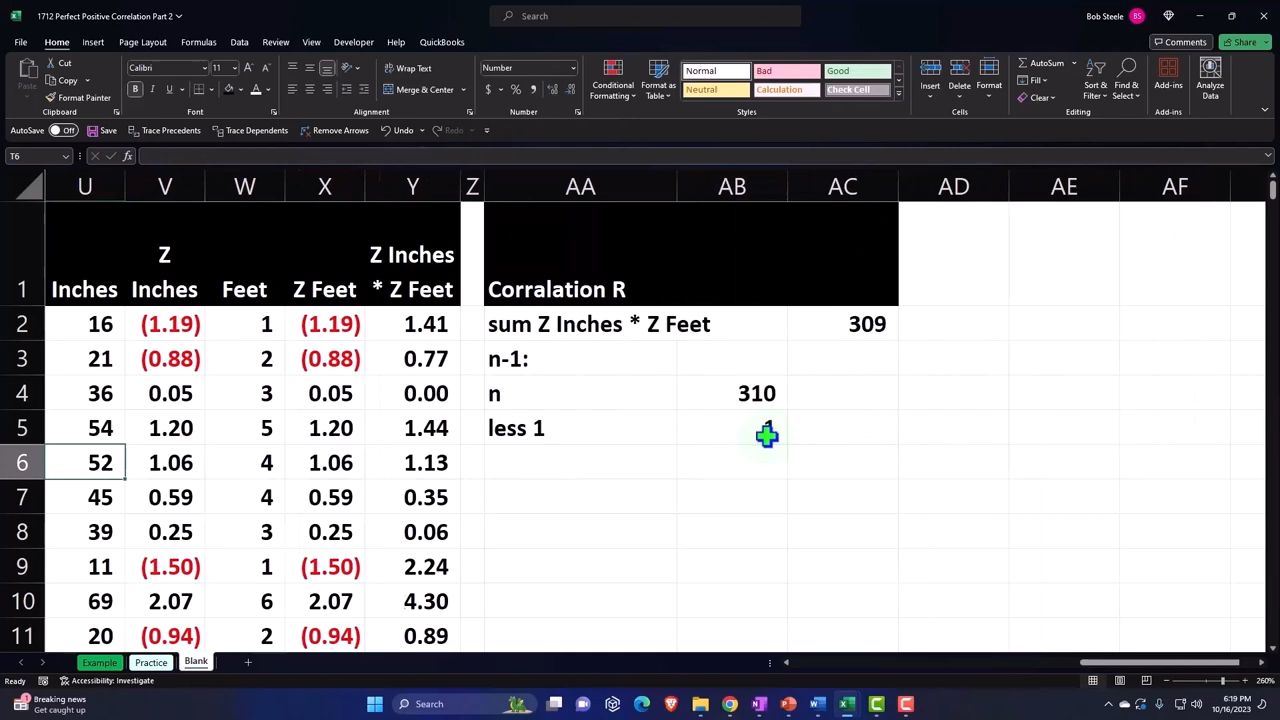 1712 Perfect Positive Correlation Part 2
Search
Bob Steele
BS
File Home Insert Page Layout Formulas Data Review View Developer Help QuickBooks
Comments
Share
Paste
Cut
Copy
Format Painter
Clipboard
Calibri
11
B I U
Font
Wrap Text
Merge & Center
Alignment
Number
$ % 9
Number
Conditional
Formatting
Format as
Table
Normal Bad Good
Neutral Calculation Check Cell
Styles
Insert Delete Format
Cells
AutoSum
Fill
Clear
Sort &
Filter
Find &
Select
Editing
Add-ins
Add-ins
Analyze
Data
AutoSave Off Save Trace Precedents Trace Dependents Remove Arrows Undo Redo
T6
fx
U V W X Y Z AA AB AC AD AE AF
Z
Z Inches
1 Inches Inches Feet Z Feet * Z Feet Corralation R
2 16 (1.19) 1 (1.19) 1.41 sum Z Inches * Z Feet 309
3 21 (0.88) 2 (0.88) 0.77 n-1:
4 36 0.05 3 0.05 0.00 n 310
5 54 1.20 5 1.20 1.44 less 1 1
6 52 1.06 4 1.06 1.13
7 45 0.59 4 0.59 0.35
8 39 0.25 3 0.25 0.06
9 11 (1.50) 1 (1.50) 2.24
10 69 2.07 6 2.07 4.30
11 20 (0.94) 2 (0.94) 0.89
Example Practice Blank
Ready
Accessibility: Investigate
260%
Breaking news
Get caught up
Search
6:19 PM
10/16/2023